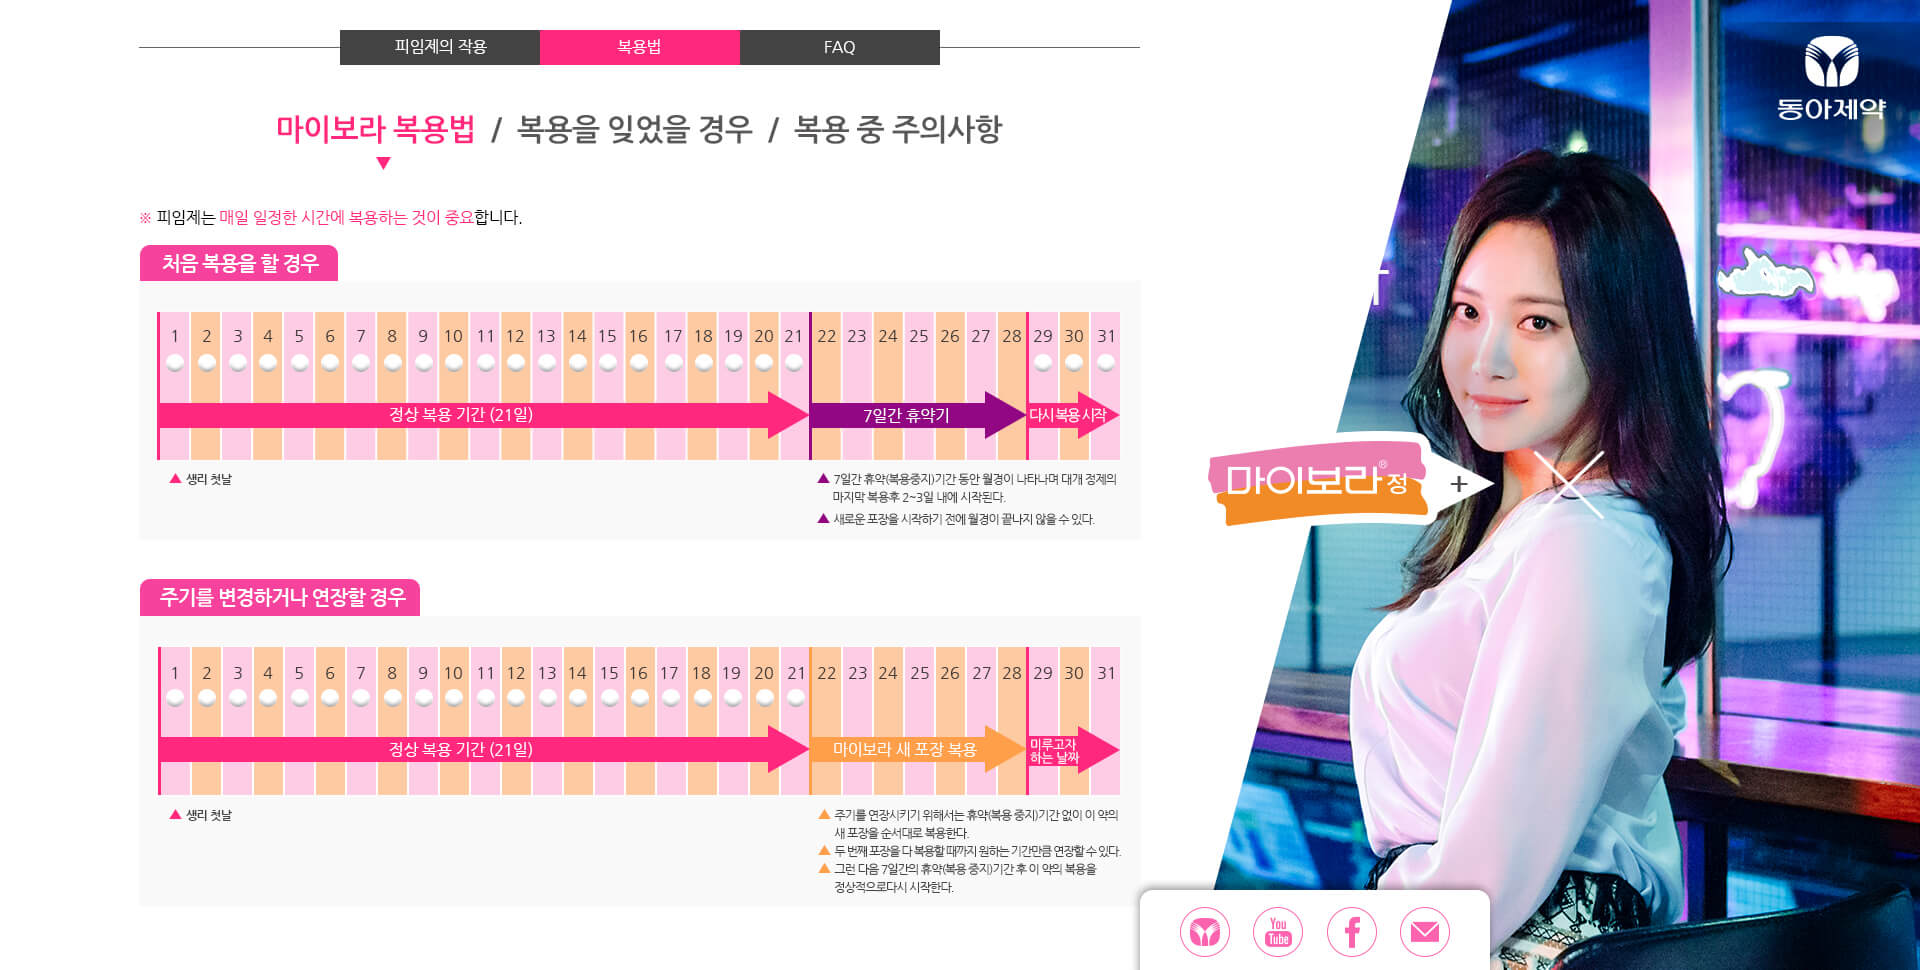 피임제의 작용 복용법 FAQ
동아제약
마이보라 복용법 / 복용을 잊었을 경우 / 복용 중 주의사항
※ 피임제는 매일 일정한 시간에 복용하는 것이 중요합니다.
처음 복용을 할 경우
1 2 3 4 5 6 7 8 9 10 11 12 13 14 15 16 17 18 19 20 21 22 23 24 25 26 27 28 29 30 31
정상 복용 기간 (21일) 7일간 휴약기 다시 복용 시작
▲ 생리 첫날
▲ 7일간 휴약(복용중지)기간 동안 월경이 나타나며 대개 정제의
마지막 복용후 2~3일 내에 시작된다.
▲ 새로운 포장을 시작하기 전에 월경이 끝나지 않을 수 있다.
마이보라® 정 +
주기를 변경하거나 연장할 경우
1 2 3 4 5 6 7 8 9 10 11 12 13 14 15 16 17 18 19 20 21 22 23 24 25 26 27 28 29 30 31
정상 복용 기간 (21일) 마이보라 새 포장 복용 미루고자
하는 날짜
▲ 생리 첫날
▲ 주기를 연장시키기 위해서는 휴약(복용 중지)기간 없이 이 약의
새 포장을 순서대로 복용한다.
▲ 두 번째 포장을 다 복용할 때까지 원하는 기간만큼 연장할 수 있다.
▲ 그런 다음 7일간의 휴약(복용 중지)기간 후 이 약의 복용을
정상적으로다시 시작한다.
You
Tube